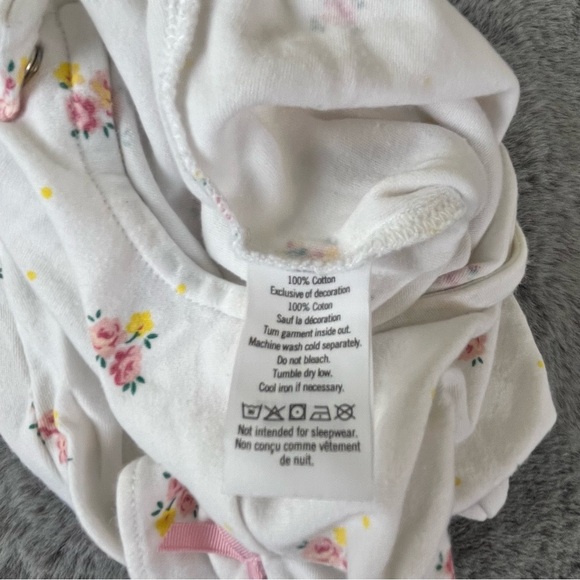 100% Cotton
Exclusive of decoration
100% Coton
Sauf la décoration
Turn garment inside out.
Machine wash cold separately.
Do not bleach.
Tumble dry low.
Cool iron if necessary.
Not intended for sleepwear.
Non conçu comme vêtement
de nuit.